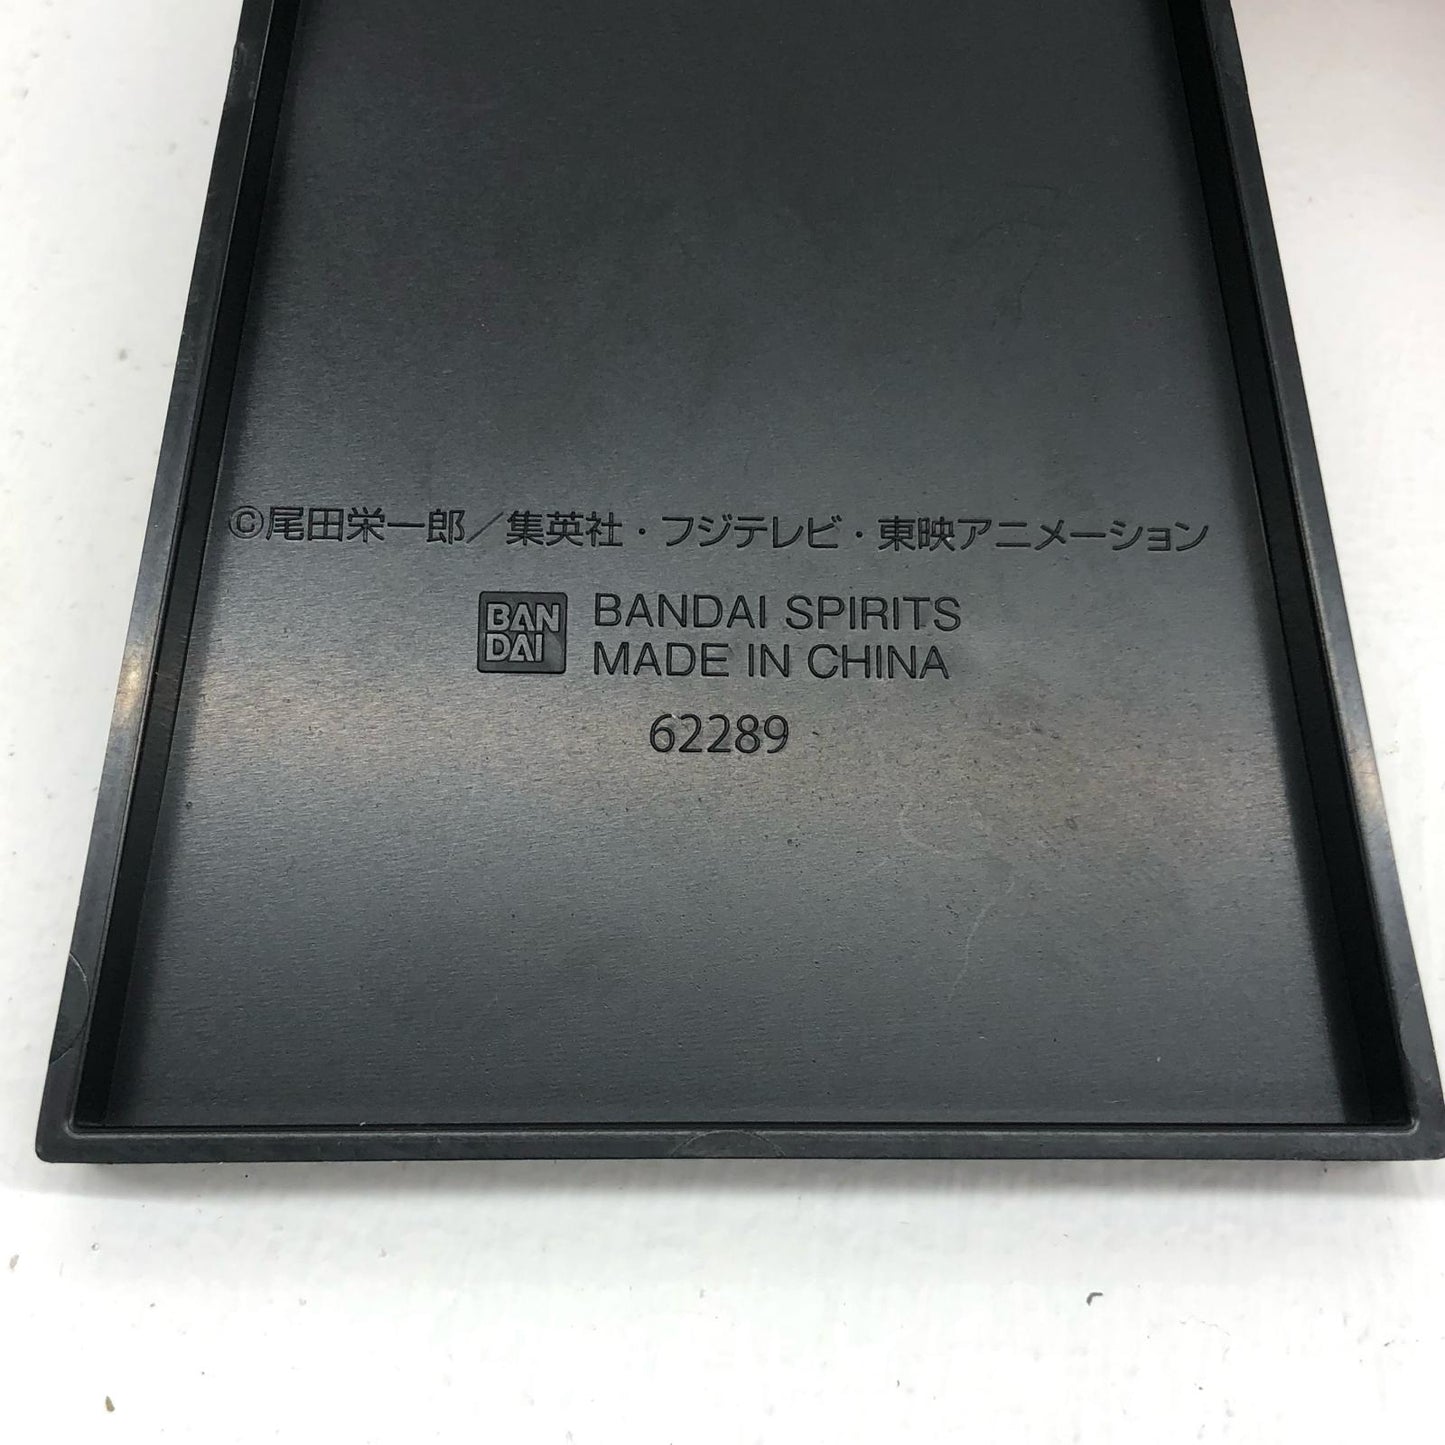 ©尾田栄一郎／集英社・フジテレビ・東映アニメーション
BAN
DAI
BANDAI SPIRITS
MADE IN CHINA
62289